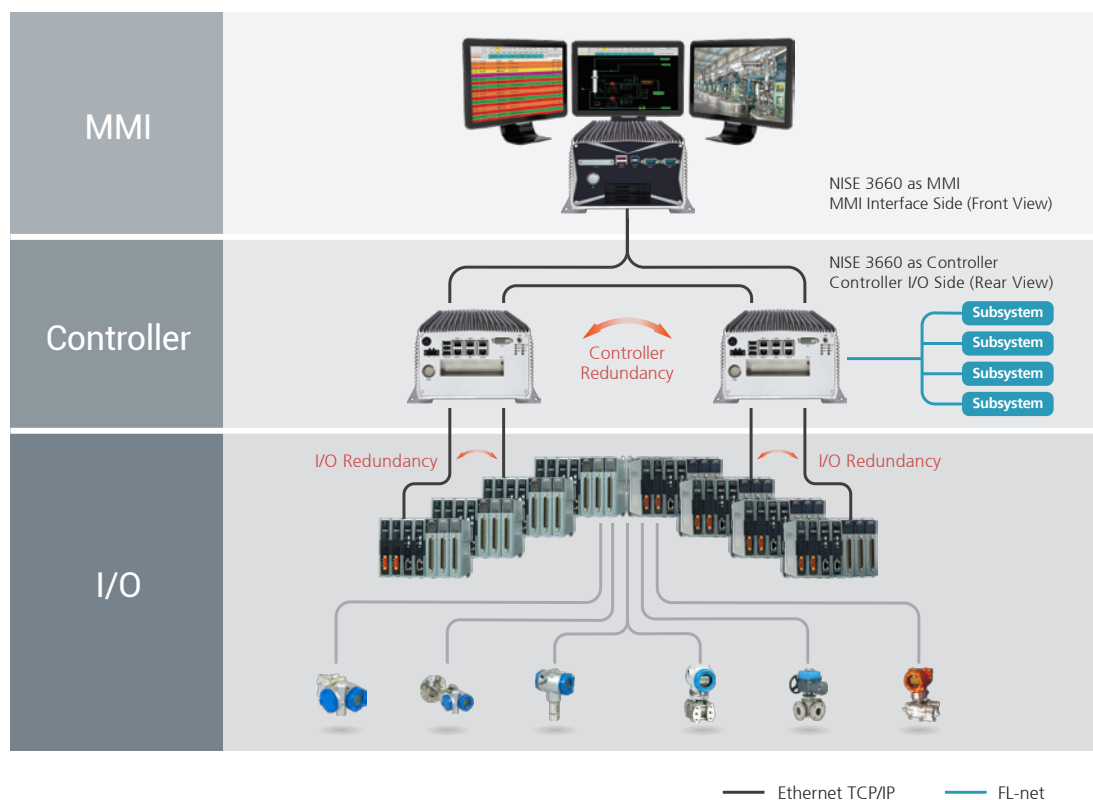 MMI
NISE 3660 as MMI
MMI Interface Side (Front View)
Controller
NISE 3660 as Controller
Controller I/O Side (Rear View)
Subsystem
Subsystem
Subsystem
Subsystem
Controller
Redundancy
I/O
I/O Redundancy
I/O Redundancy
Ethernet TCP/IP
FL-net